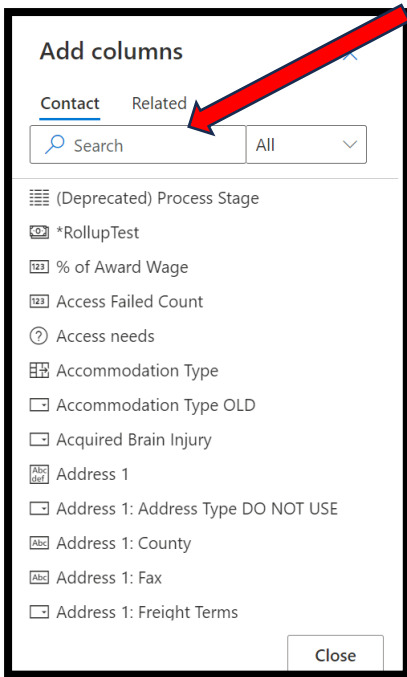 Add columns
Contact Related
Search All
(Deprecated) Process Stage
*RollupTest
% of Award Wage
Access Failed Count
Access needs
Accommodation Type
Accommodation Type OLD
Acquired Brain Injury
Address 1
Address 1: Address Type DO NOT USE
Address 1: County
Address 1: Fax
Address 1: Freight Terms
Close